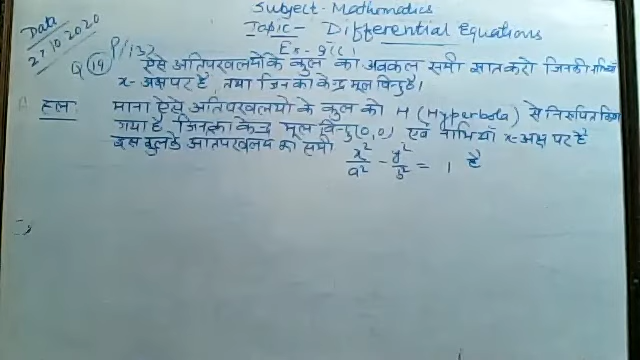 Subject- Mathematics
Date
27/10/2020
Topic- Differential Equations
P/132
Ex-9(C)
Q (19) ऐसे अतिपरवलयों के कुल का अवकल समी ज्ञात करो जिनकी नाभियाँ
x-अक्ष पर है तथा जिनका केन्द्र मूल बिन्दु है।
हल: माना ऐसे अतिपरवलयो के कुल को H (Hyperbola) से निरुपित किया
गया है जिनका केन्द्र मूल बिन्दु (0,0) एवं नाभियाँ x-अक्ष पर है
इस कुल के अतिपरवलय का समी x²/a² - y²/b² = 1 है